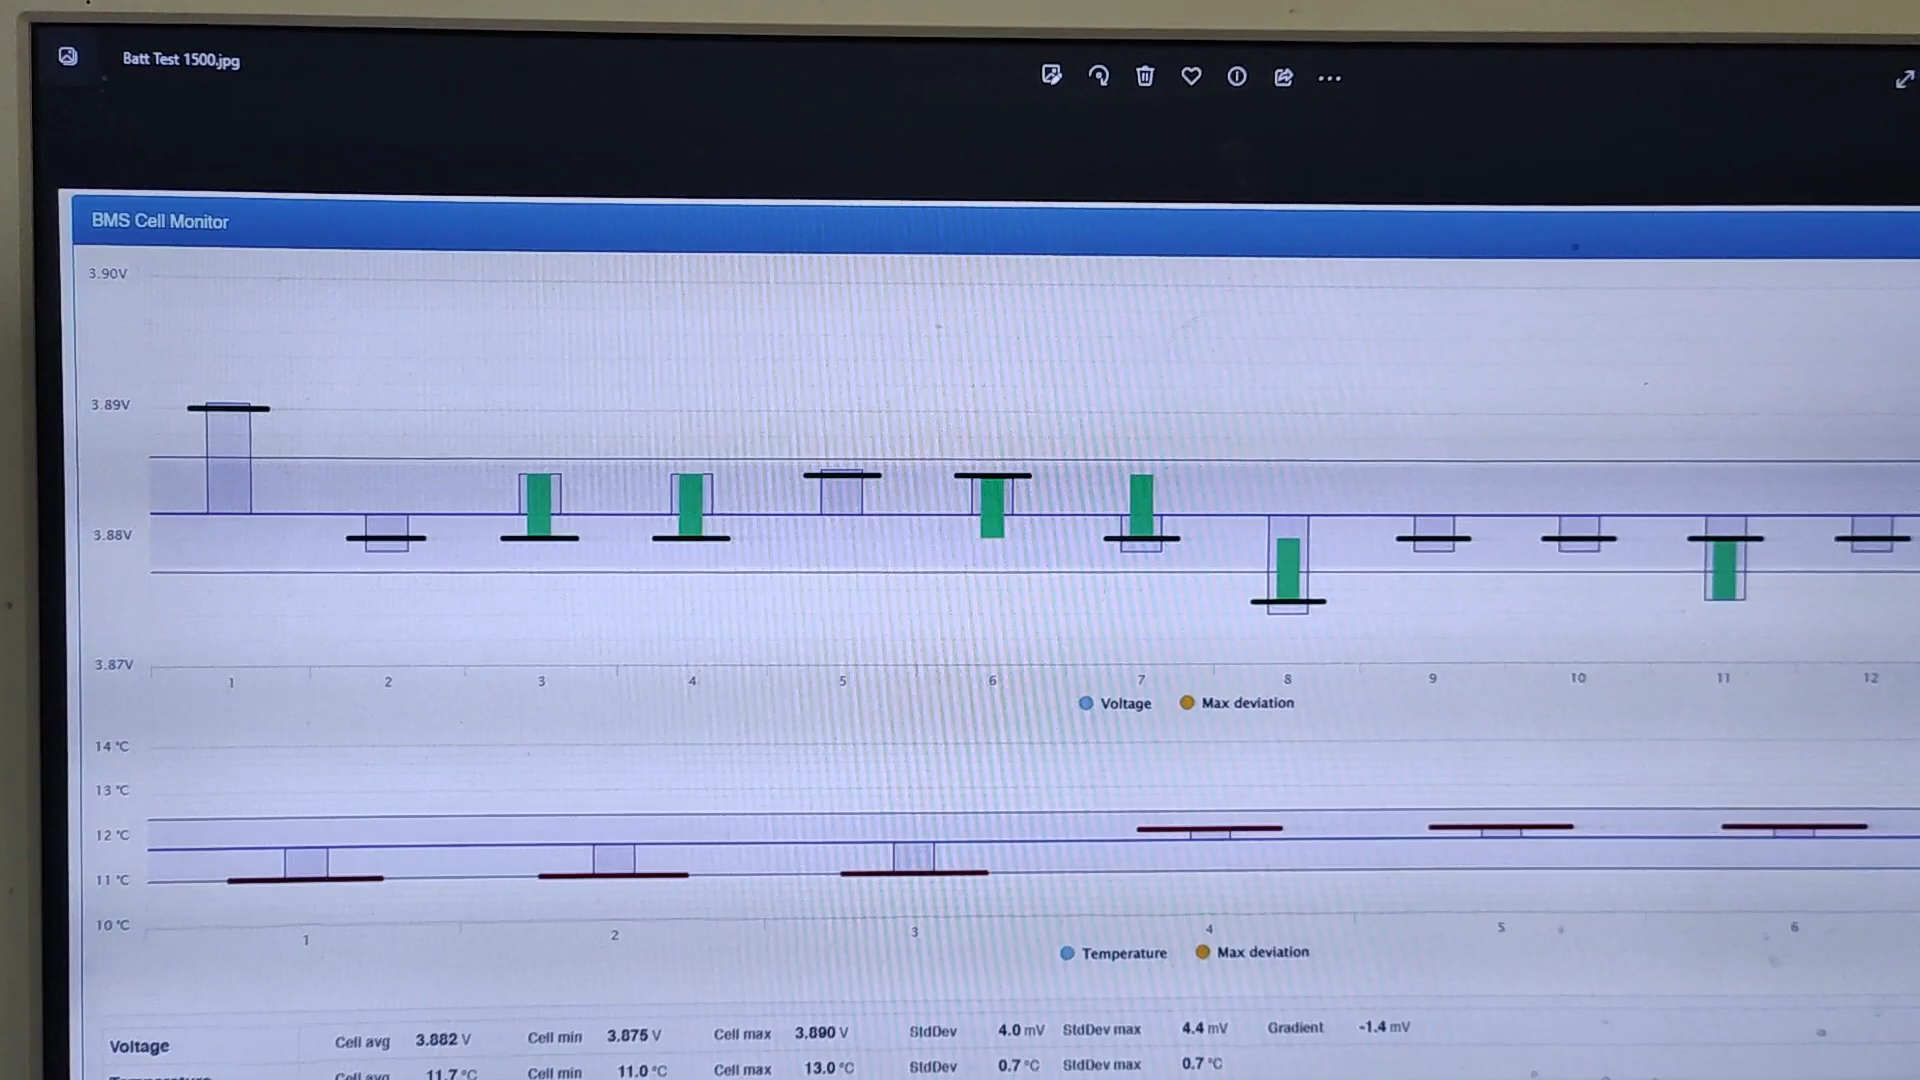 Batt Test 1500.jpg
BMS Cell Monitor
3.90V
3.89V
3.88V
3.87V
1 2 3 4 5 6 7 8 9 10 11 12
Voltage Max deviation
14 °C
13 °C
12 °C
11 °C
10 °C
1 2 3 4 5 6
Temperature Max deviation
Voltage Cell avg 3.882 V Cell min 3.875 V Cell max 3.890 V StdDev 4.0 mV StdDev max 4.4 mV Gradient -1.4 mV
Cell avg 11.7 °C Cell min 11.0 °C Cell max 13.0 °C StdDev 0.7 °C StdDev max 0.7 °C